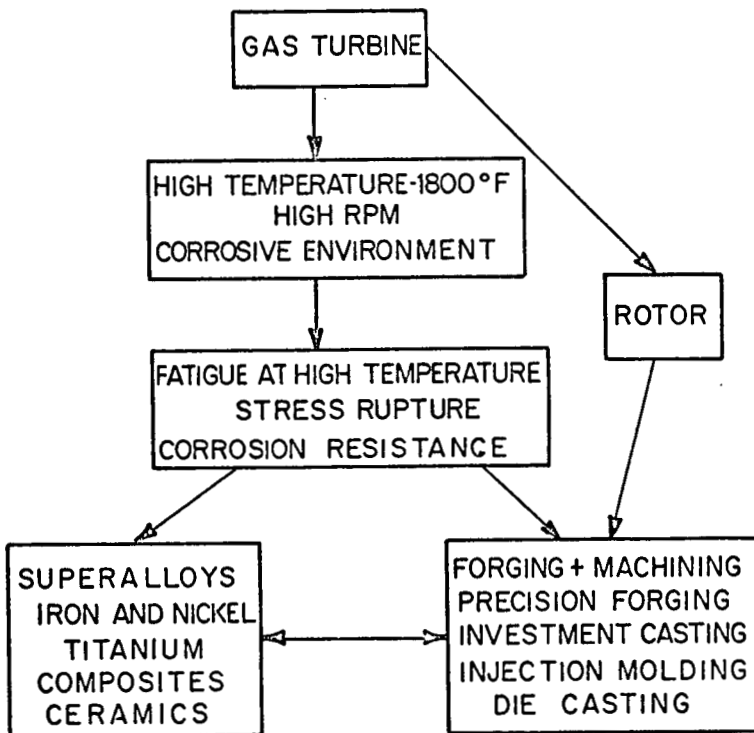 GAS TURBINE
HIGH TEMPERATURE-1800°F
HIGH RPM
CORROSIVE ENVIRONMENT
ROTOR
FATIGUE AT HIGH TEMPERATURE
STRESS RUPTURE
CORROSION RESISTANCE
SUPERALLOYS
IRON AND NICKEL
TITANIUM
COMPOSITES
CERAMICS
FORGING + MACHINING
PRECISION FORGING
INVESTMENT CASTING
INJECTION MOLDING
DIE CASTING